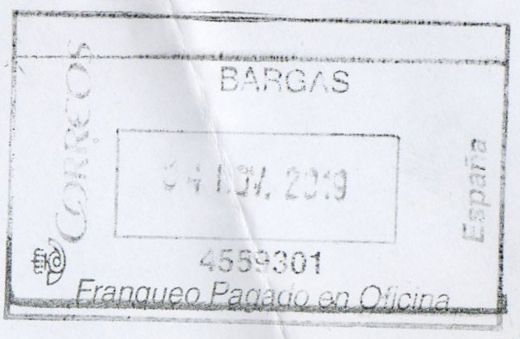 BARGAS
CORREOS
04 NOV. 2019
España
4559301
Franqueo Pagado en Oficina